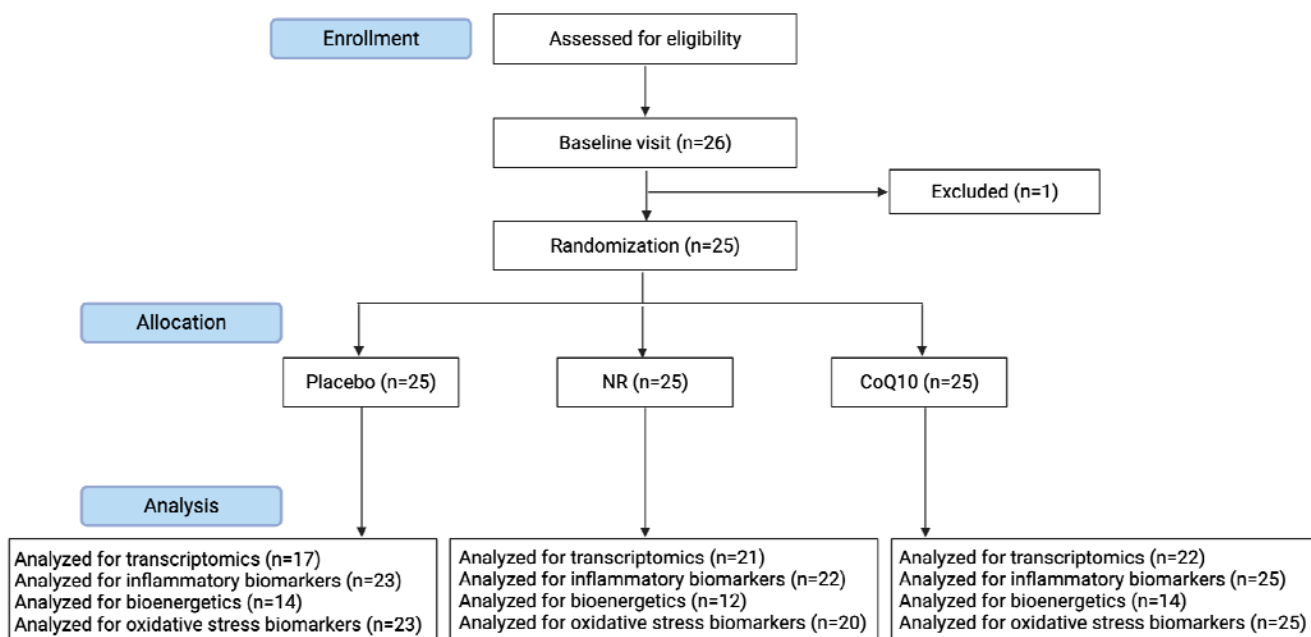 Enrollment
Assessed for eligibility
Baseline visit (n=26)
Excluded (n=1)
Randomization (n=25)
Allocation
Placebo (n=25)
NR (n=25)
CoQ10 (n=25)
Analysis
Analyzed for transcriptomics (n=17)
Analyzed for inflammatory biomarkers (n=23)
Analyzed for bioenergetics (n=14)
Analyzed for oxidative stress biomarkers (n=23)
Analyzed for transcriptomics (n=21)
Analyzed for inflammatory biomarkers (n=22)
Analyzed for bioenergetics (n=12)
Analyzed for oxidative stress biomarkers (n=20)
Analyzed for transcriptomics (n=22)
Analyzed for inflammatory biomarkers (n=25)
Analyzed for bioenergetics (n=14)
Analyzed for oxidative stress biomarkers (n=25)